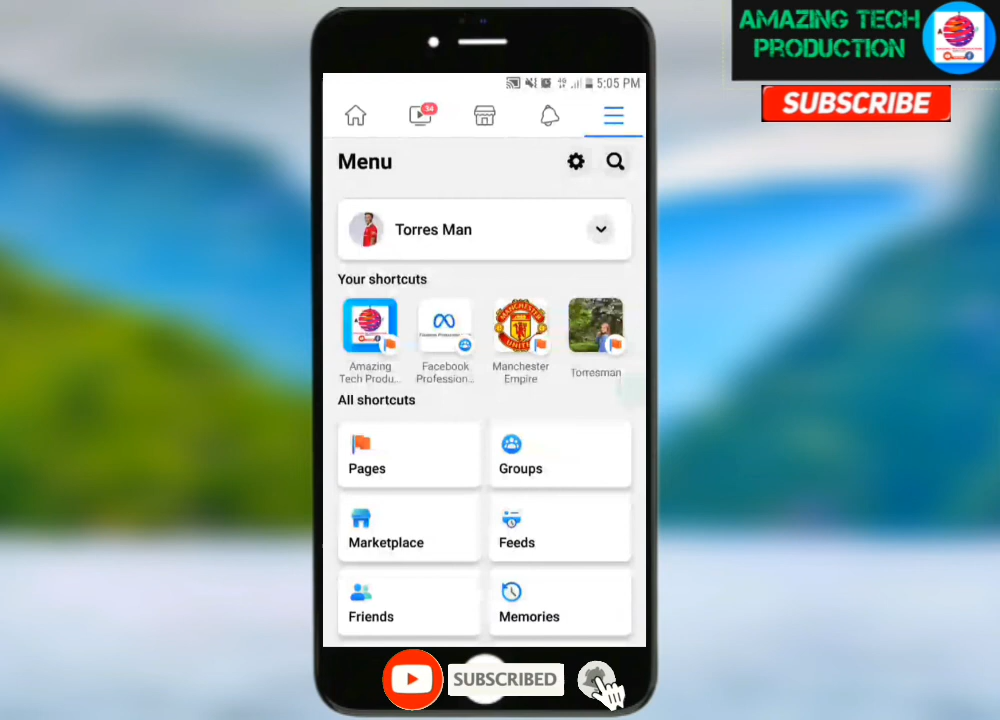 AMAZING TECH
PRODUCTION
SUBSCRIBE
5:05 PM
34
Menu
Torres Man
Your shortcuts
Amazing
Tech Produ...
Facebook
Profession...
Manchester
Empire
Torresman
All shortcuts
Pages
Groups
Marketplace
Feeds
Friends
Memories
SUBSCRIBED